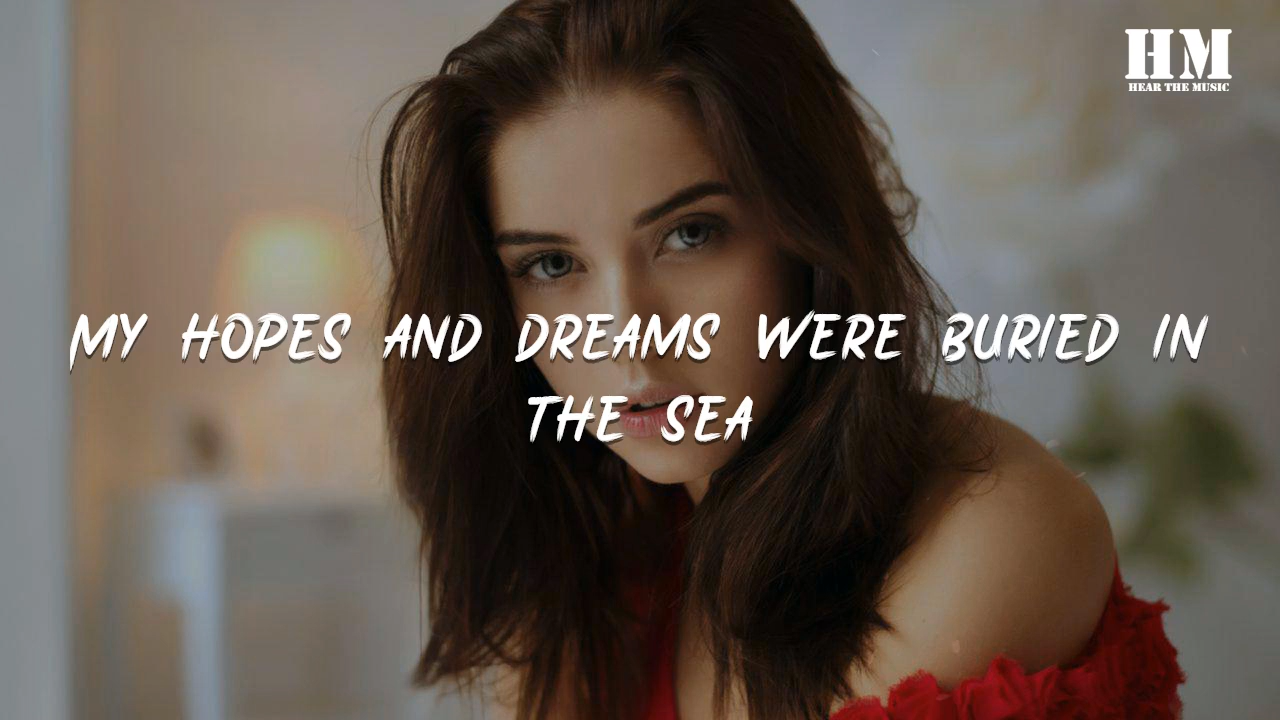 HM
HEAR THE MUSIC
MY HOPES AND DREAMS WERE BURIED IN
THE SEA